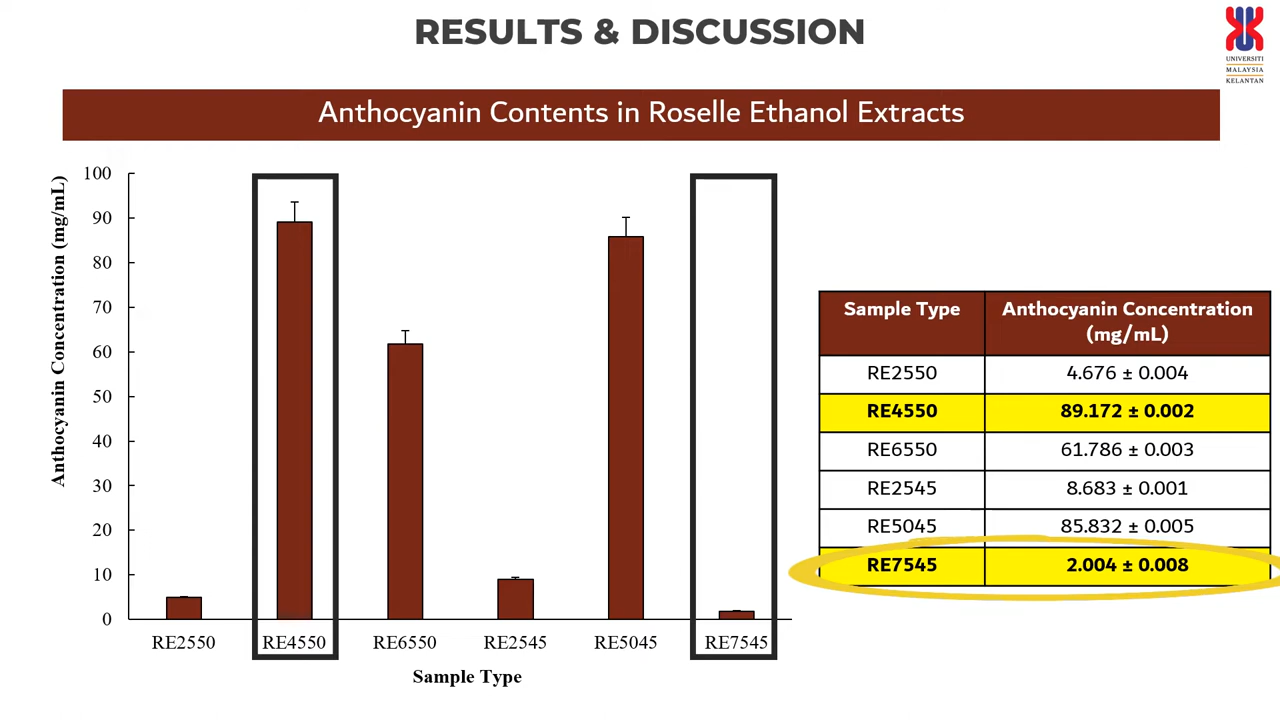 RESULTS & DISCUSSION
UNIVERSITI
MALAYSIA
KELANTAN
Anthocyanin Contents in Roselle Ethanol Extracts
Anthocyanin Concentration (mg/mL)
100
90
80
70
60
50
40
30
20
10
0
RE2550 RE4550 RE6550 RE2545 RE5045 RE7545
Sample Type
Sample Type Anthocyanin Concentration
(mg/mL)
RE2550 4.676 ± 0.004
RE4550 89.172 ± 0.002
RE6550 61.786 ± 0.003
RE2545 8.683 ± 0.001
RE5045 85.832 ± 0.005
RE7545 2.004 ± 0.008